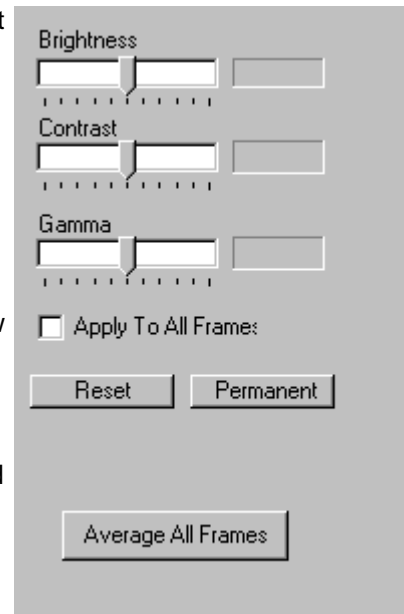 Brightness
Contrast
Gamma
Apply To All Frames
Reset Permanent
Average All Frames